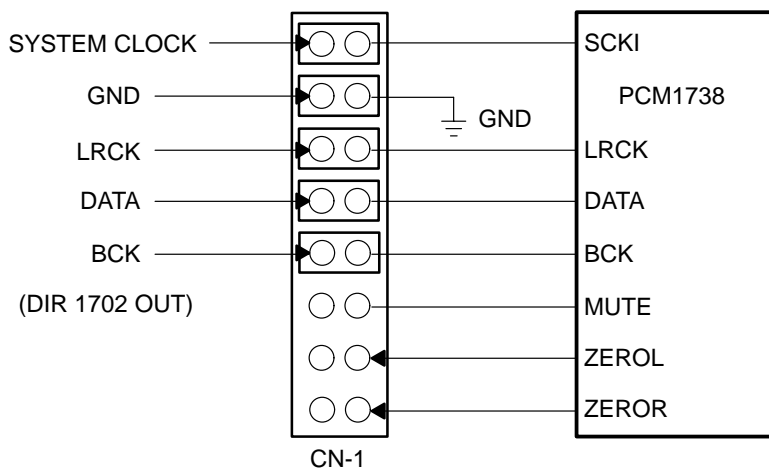 SYSTEM CLOCK
SCKI
GND
PCM1738
GND
LRCK
LRCK
DATA
DATA
BCK
BCK
(DIR 1702 OUT)
MUTE
ZEROL
ZEROR
CN-1